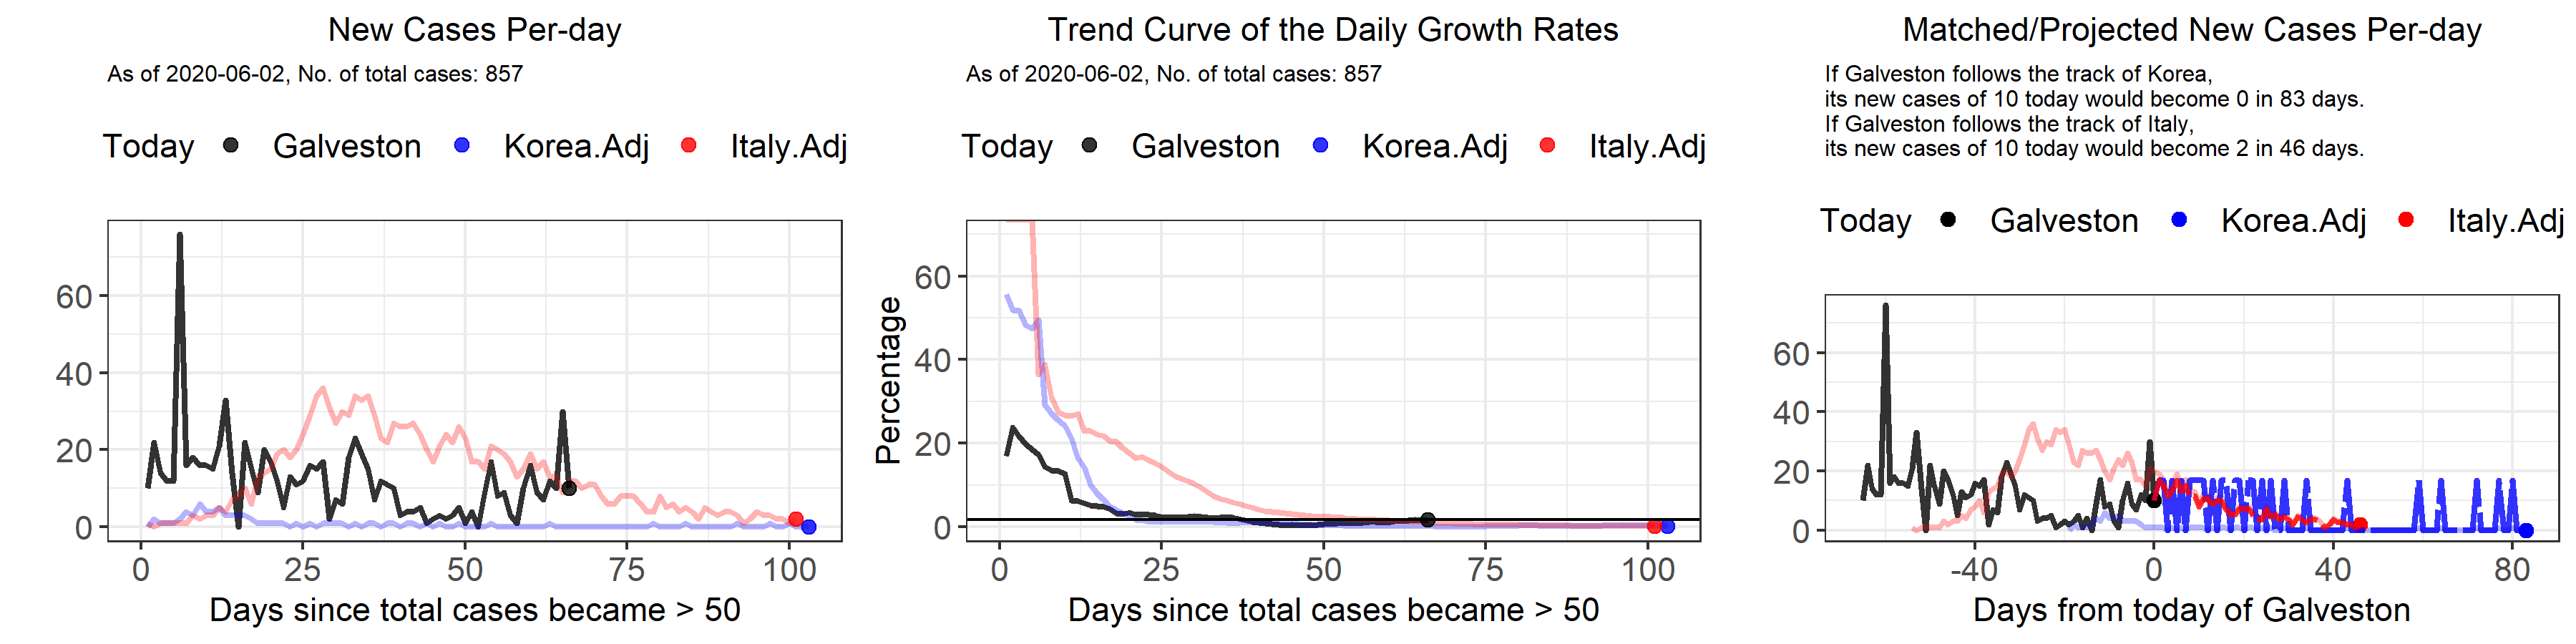 New Cases Per-day
As of 2020-06-02, No. of total cases: 857
Today Galveston Korea.Adj Italy.Adj
60
40
20
0
0 25 50 75 100
Days since total cases became > 50
Trend Curve of the Daily Growth Rates
As of 2020-06-02, No. of total cases: 857
Today Galveston Korea.Adj Italy.Adj
Percentage
60
40
20
0
0 25 50 75 100
Days since total cases became > 50
Matched/Projected New Cases Per-day
If Galveston follows the track of Korea,
its new cases of 10 today would become 0 in 83 days.
If Galveston follows the track of Italy,
its new cases of 10 today would become 2 in 46 days.
Today Galveston Korea.Adj Italy.Adj
60
40
20
0
-40 0 40 80
Days from today of Galveston